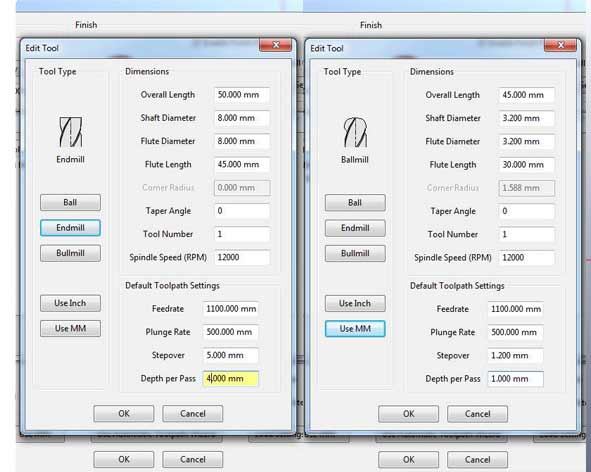 Finish
Edit Tool
Tool Type
Dimensions
Overall Length 50.000 mm
Shaft Diameter 8.000 mm
Endmill
Flute Diameter 8.000 mm
Flute Length 45.000 mm
Corner Radius 0.000 mm
Ball
Taper Angle 0
Endmill
Tool Number 1
Bullmill
Spindle Speed (RPM) 12000
Default Toolpath Settings
Use Inch
Feedrate 1100.000 mm
Use MM
Plunge Rate 500.000 mm
Stepover 5.000 mm
Depth per Pass 4.000 mm
OK Cancel
OK Cancel
Finish
Edit Tool
Tool Type
Dimensions
Overall Length 45.000 mm
Shaft Diameter 3.200 mm
Ballmill
Flute Diameter 3.200 mm
Flute Length 30.000 mm
Corner Radius 1.588 mm
Ball
Taper Angle 0
Endmill
Tool Number 1
Bullmill
Spindle Speed (RPM) 12000
Default Toolpath Settings
Use Inch
Feedrate 1100.000 mm
Use MM
Plunge Rate 500.000 mm
Stepover 1.200 mm
Depth per Pass 1.000 mm
OK Cancel
OK Cancel